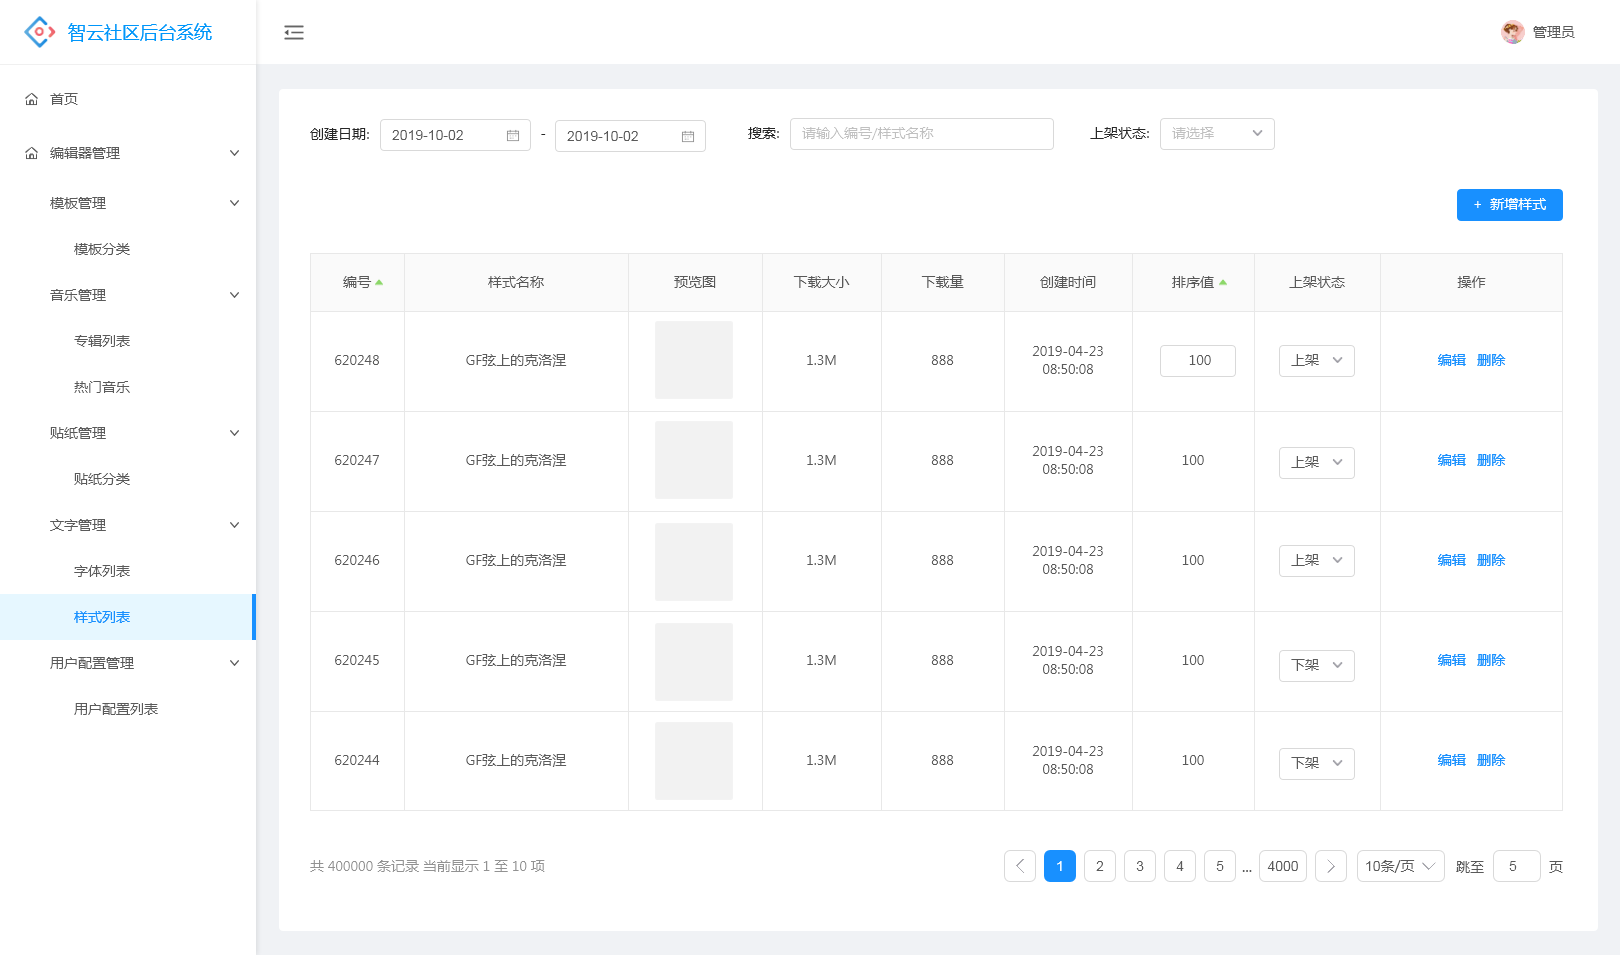 智云社区后台系统
管理员
首页
编辑器管理
模板管理
模板分类
音乐管理
专辑列表
热门音乐
贴纸管理
贴纸分类
文字管理
字体列表
样式列表
用户配置管理
用户配置列表
创建日期: 2019-10-02 - 2019-10-02 搜索: 请输入编号/样式名称 上架状态: 请选择
+ 新增样式
编号 样式名称 预览图 下载大小 下载量 创建时间 排序值 上架状态 操作
620248 GF弦上的克洛涅 1.3M 888 2019-04-23 08:50:08 100 上架 编辑 删除
620247 GF弦上的克洛涅 1.3M 888 2019-04-23 08:50:08 100 上架 编辑 删除
620246 GF弦上的克洛涅 1.3M 888 2019-04-23 08:50:08 100 上架 编辑 删除
620245 GF弦上的克洛涅 1.3M 888 2019-04-23 08:50:08 100 下架 编辑 删除
620244 GF弦上的克洛涅 1.3M 888 2019-04-23 08:50:08 100 下架 编辑 删除
共 400000 条记录 当前显示 1 至 10 项 1 2 3 4 5 ... 4000 10条/页 跳至 5 页